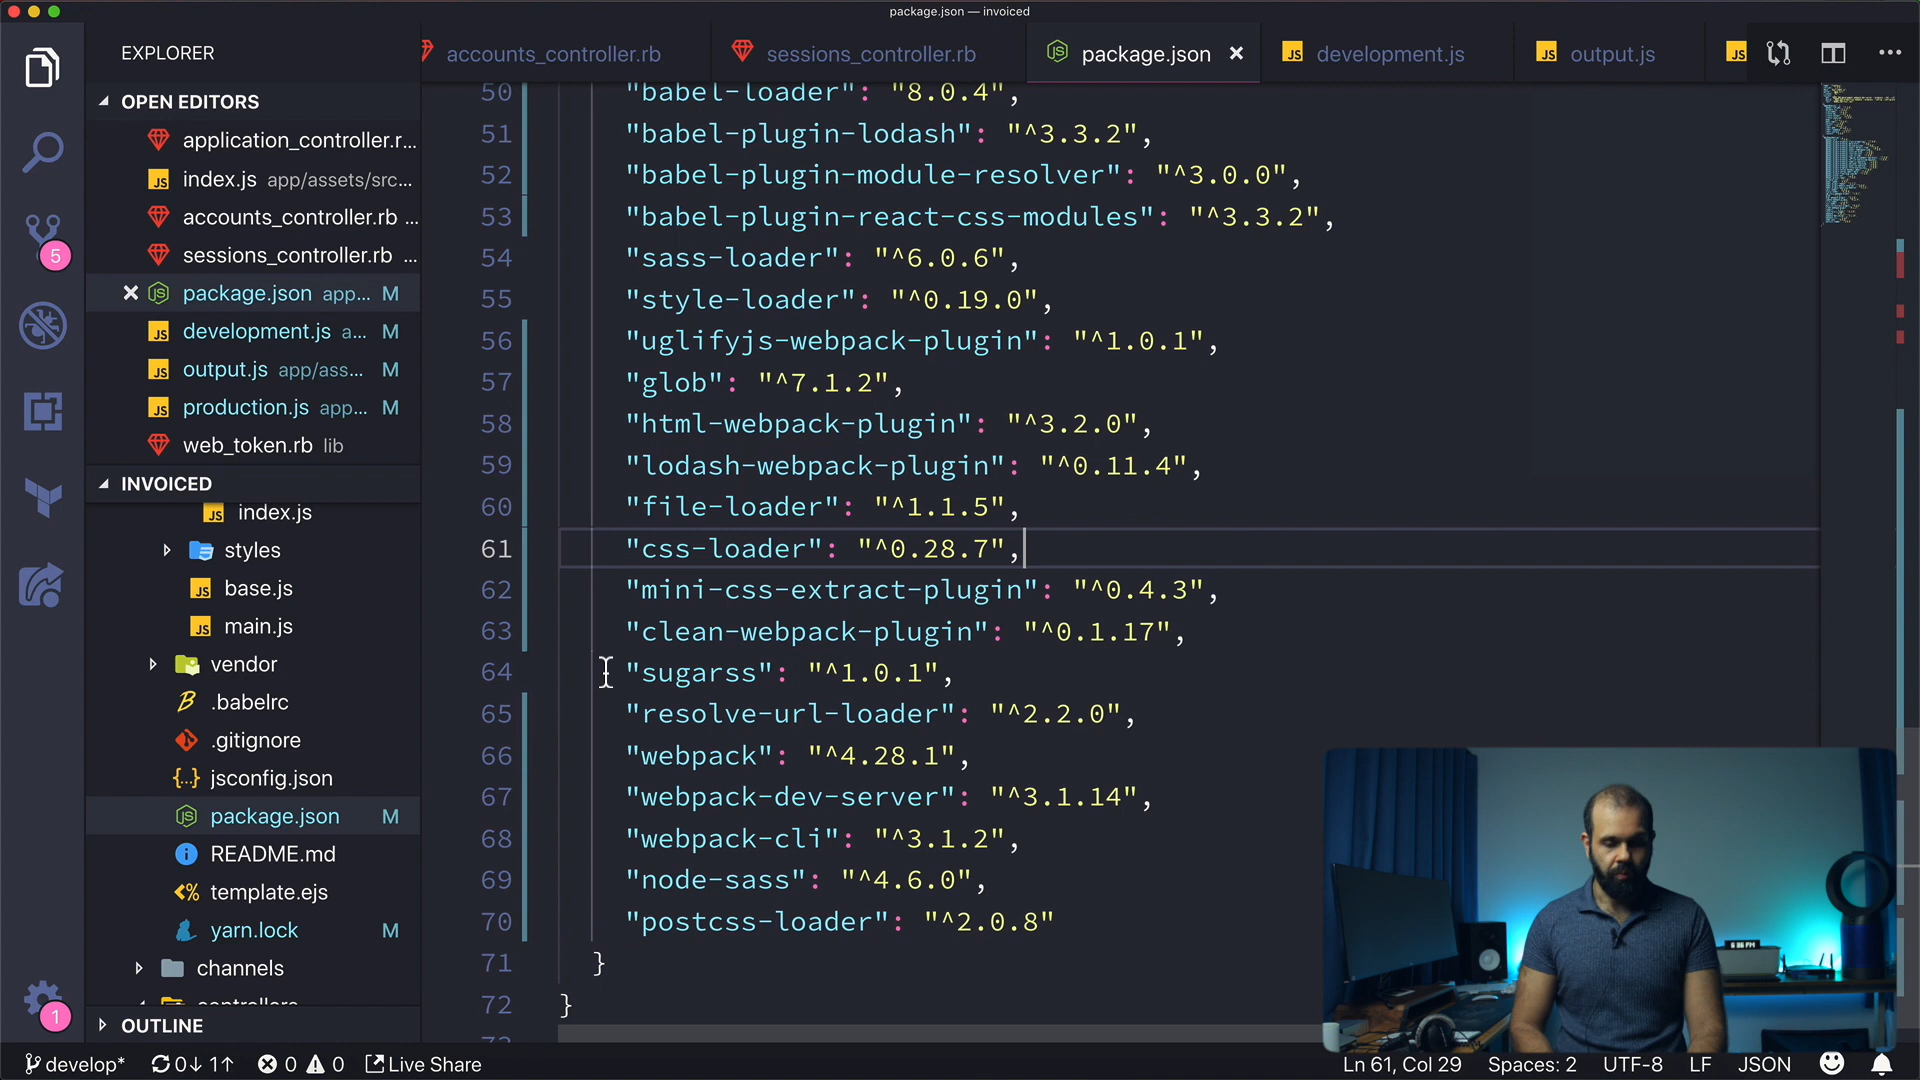 package.json — invoiced
EXPLORER
accounts_controller.rb
sessions_controller.rb
package.json
development.js
output.js
OPEN EDITORS
application_controller.r...
index.js app/assets/src...
accounts_controller.rb ...
sessions_controller.rb ...
package.json app... M
development.js a... M
output.js app/ass... M
production.js app... M
web_token.rb lib
INVOICED
index.js
styles
base.js
main.js
vendor
.babelrc
.gitignore
jsconfig.json
package.json M
README.md
template.ejs
yarn.lock M
channels
controllers
OUTLINE
5
1
50 "babel-loader": "8.0.4",
51 "babel-plugin-lodash": "^3.3.2",
52 "babel-plugin-module-resolver": "^3.0.0",
53 "babel-plugin-react-css-modules": "^3.3.2",
54 "sass-loader": "^6.0.6",
55 "style-loader": "^0.19.0",
56 "uglifyjs-webpack-plugin": "^1.0.1",
57 "glob": "^7.1.2",
58 "html-webpack-plugin": "^3.2.0",
59 "lodash-webpack-plugin": "^0.11.4",
60 "file-loader": "^1.1.5",
61 "css-loader": "^0.28.7",
62 "mini-css-extract-plugin": "^0.4.3",
63 "clean-webpack-plugin": "^0.1.17",
64 "sugarss": "^1.0.1",
65 "resolve-url-loader": "^2.2.0",
66 "webpack": "^4.28.1",
67 "webpack-dev-server": "^3.1.14",
68 "webpack-cli": "^3.1.2",
69 "node-sass": "^4.6.0",
70 "postcss-loader": "^2.0.8"
71 }
72 }
develop* 0↓ 1↑ 0 0 Live Share
Ln 61, Col 29 Spaces: 2 UTF-8 LF JSON